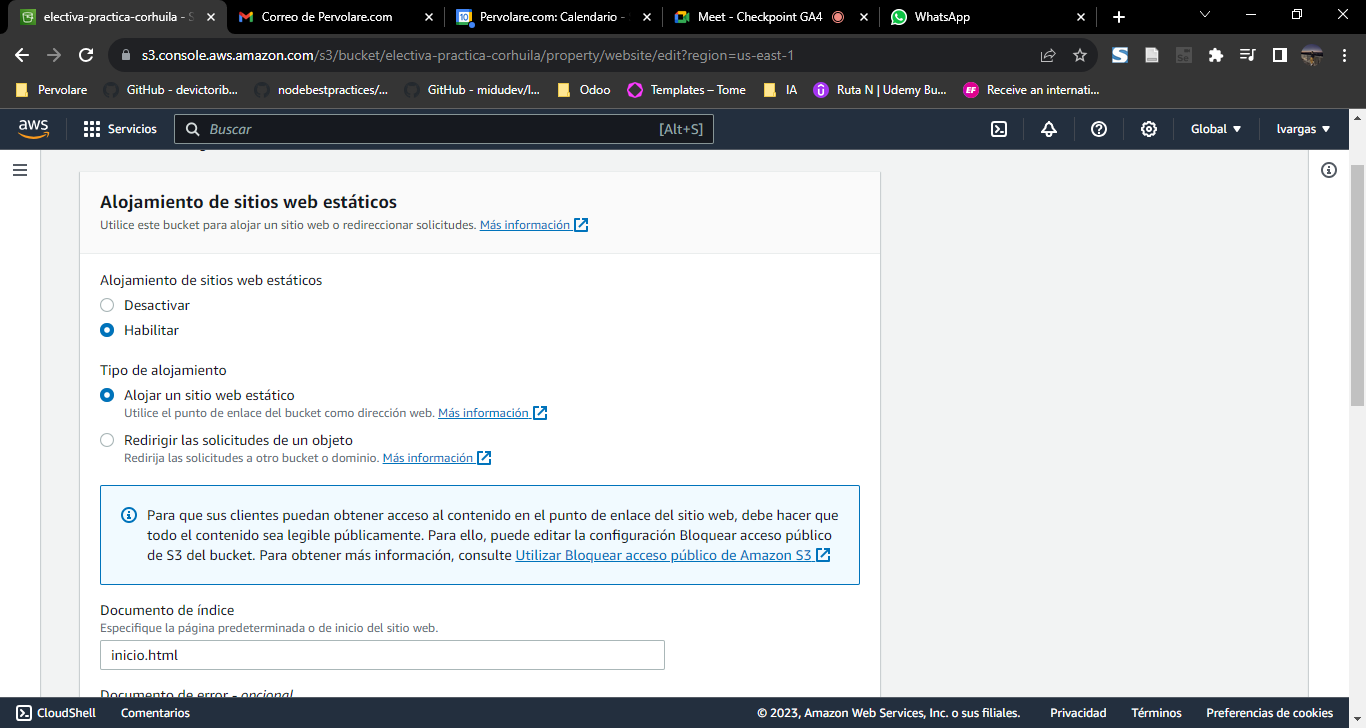 electiva-practica-corhuila - S
Correo de Pervolare.com
Pervolare.com: Calendario -
Meet - Checkpoint GA4
WhatsApp
s3.console.aws.amazon.com/s3/bucket/electiva-practica-corhuila/property/website/edit?region=us-east-1
Pervolare
GitHub - devictorib...
nodebestpractices/...
GitHub - midudev/l...
Odoo
Templates – Tome
IA
Ruta N | Udemy Bu...
EF
Receive an internati...
aws
Servicios
Buscar
[Alt+S]
Global
lvargas
Alojamiento de sitios web estáticos
Utilice este bucket para alojar un sitio web o redireccionar solicitudes. Más información
Alojamiento de sitios web estáticos
Desactivar
Habilitar
Tipo de alojamiento
Alojar un sitio web estático
Utilice el punto de enlace del bucket como dirección web. Más información
Redirigir las solicitudes de un objeto
Redirija las solicitudes a otro bucket o dominio. Más información
Para que sus clientes puedan obtener acceso al contenido en el punto de enlace del sitio web, debe hacer que
todo el contenido sea legible públicamente. Para ello, puede editar la configuración Bloquear acceso público
de S3 del bucket. Para obtener más información, consulte Utilizar Bloquear acceso público de Amazon S3
Documento de índice
Especifique la página predeterminada o de inicio del sitio web.
inicio.html
Documento de error - opcional
CloudShell
Comentarios
© 2023, Amazon Web Services, Inc. o sus filiales.
Privacidad
Términos
Preferencias de cookies